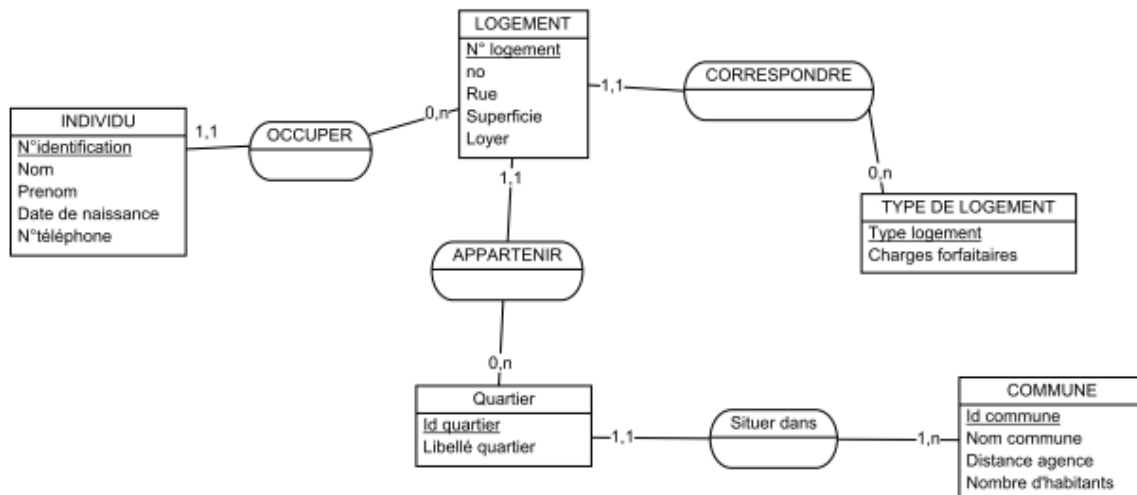 LOGEMENT
N° logement
no
Rue
Superficie
Loyer
1,1
CORRESPONDRE
0,n
TYPE DE LOGEMENT
Type logement
Charges forfaitaires
INDIVIDU
N°identification
Nom
Prenom
Date de naissance
N°téléphone
1,1
OCCUPER
0,n
1,1
APPARTENIR
0,n
Quartier
Id quartier
Libellé quartier
1,1
Situer dans
1,n
COMMUNE
Id commune
Nom commune
Distance agence
Nombre d'habitants